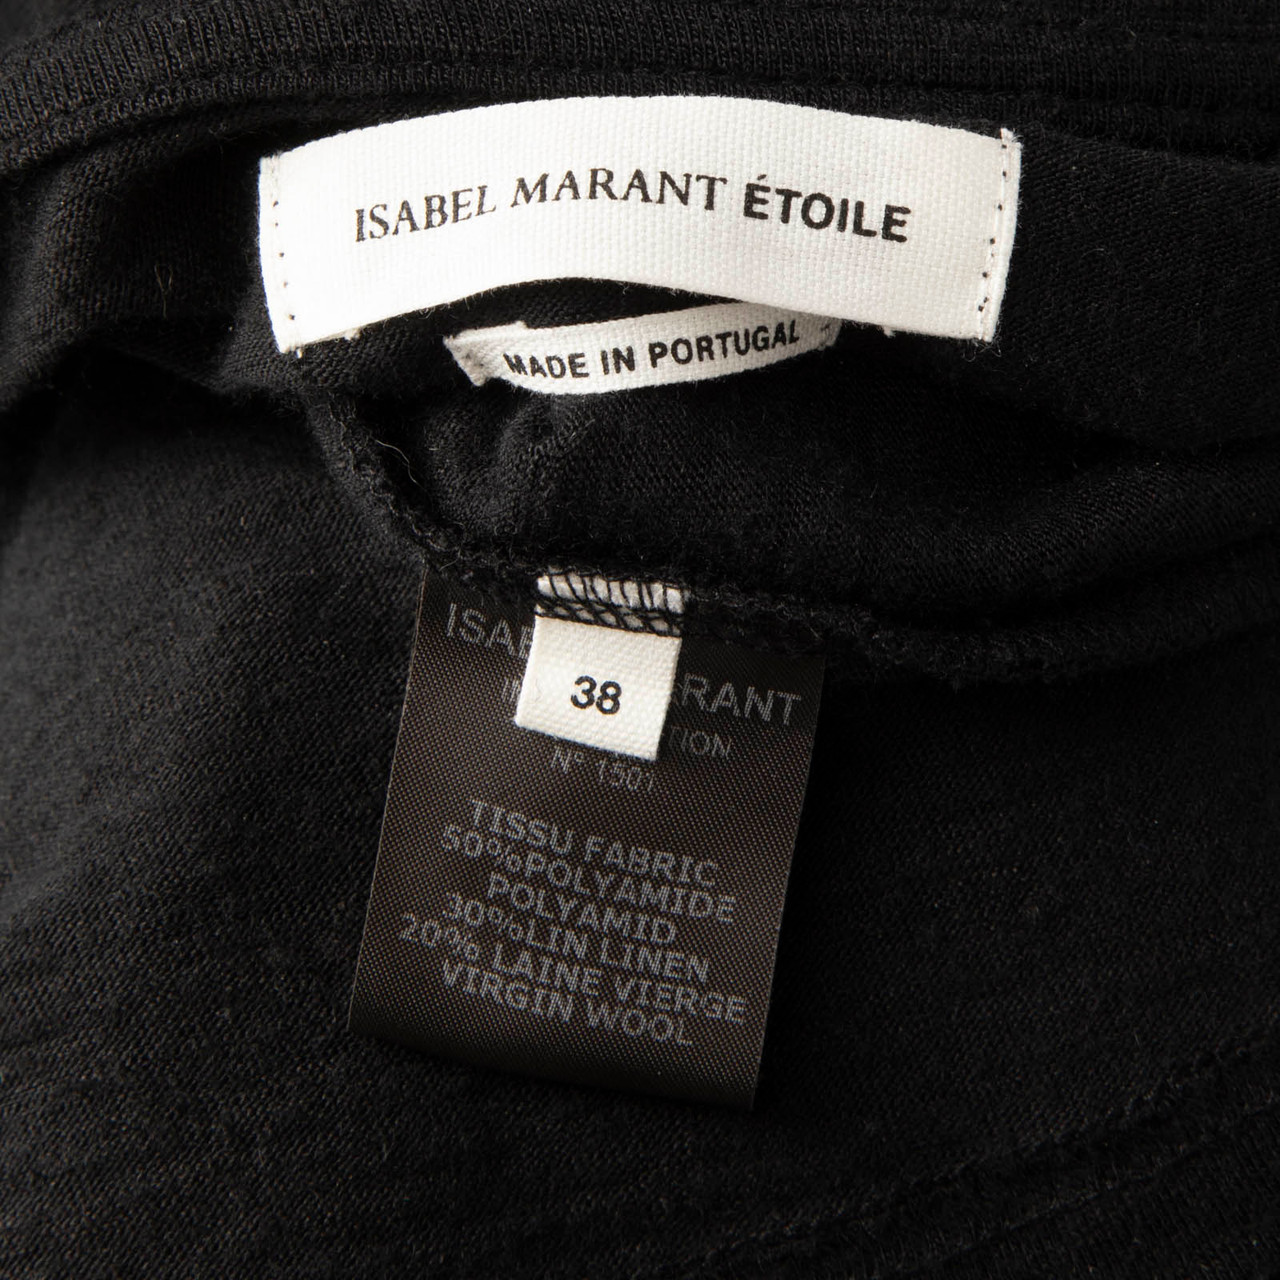 ISABEL MARANT ÉTOILE
MADE IN PORTUGAL
38
RANT
N° 1501
TISSU FABRIC
50%POLYAMIDE
POLYAMID
30%LIN LINEN
20% LAINE VIERGE
VIRGIN WOOL